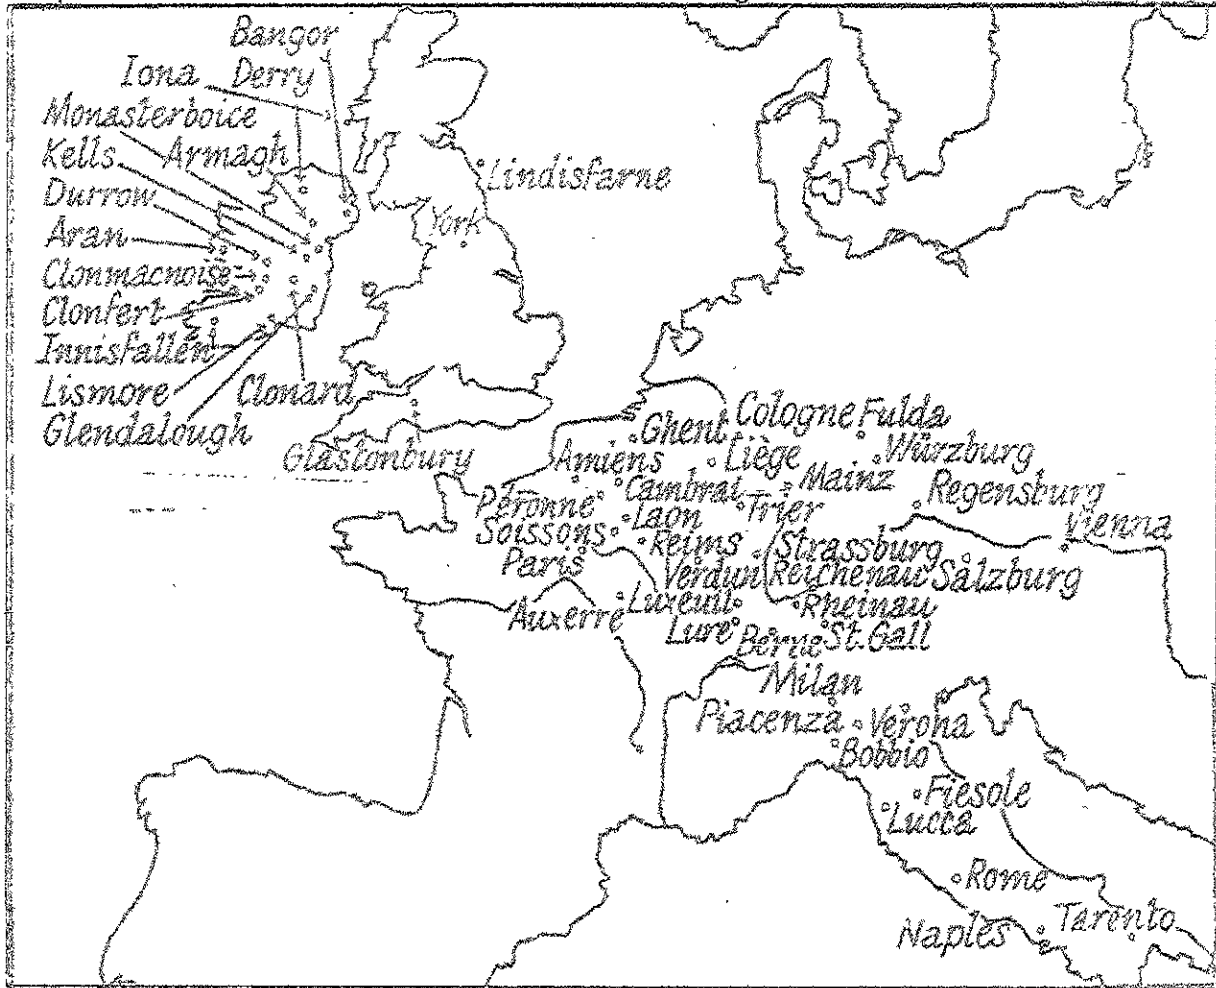 Bangor
Iona Derry
Monasterboice
Kells Armagh
Durrow
Aran
Clonmacnoise
Clonfert
Innisfallen
Lismore
Clonard
Glendalough
Lindisfarne
York
Glastonbury
Ghent
Cologne
Fulda
Amiens
Liège
Würzburg
Cambrai
Mainz
Péronne
Trier
Regensburg
Soissons
Laon
Vienna
Paris
Reims
Strassburg
Verdun
Reichenau
Salzburg
Auxerre
Luxeuil
Rheinau
Lure
Berne
St. Gall
Milan
Piacenza
Verona
Bobbio
Fiesole
Lucca
Rome
Naples
Tarento